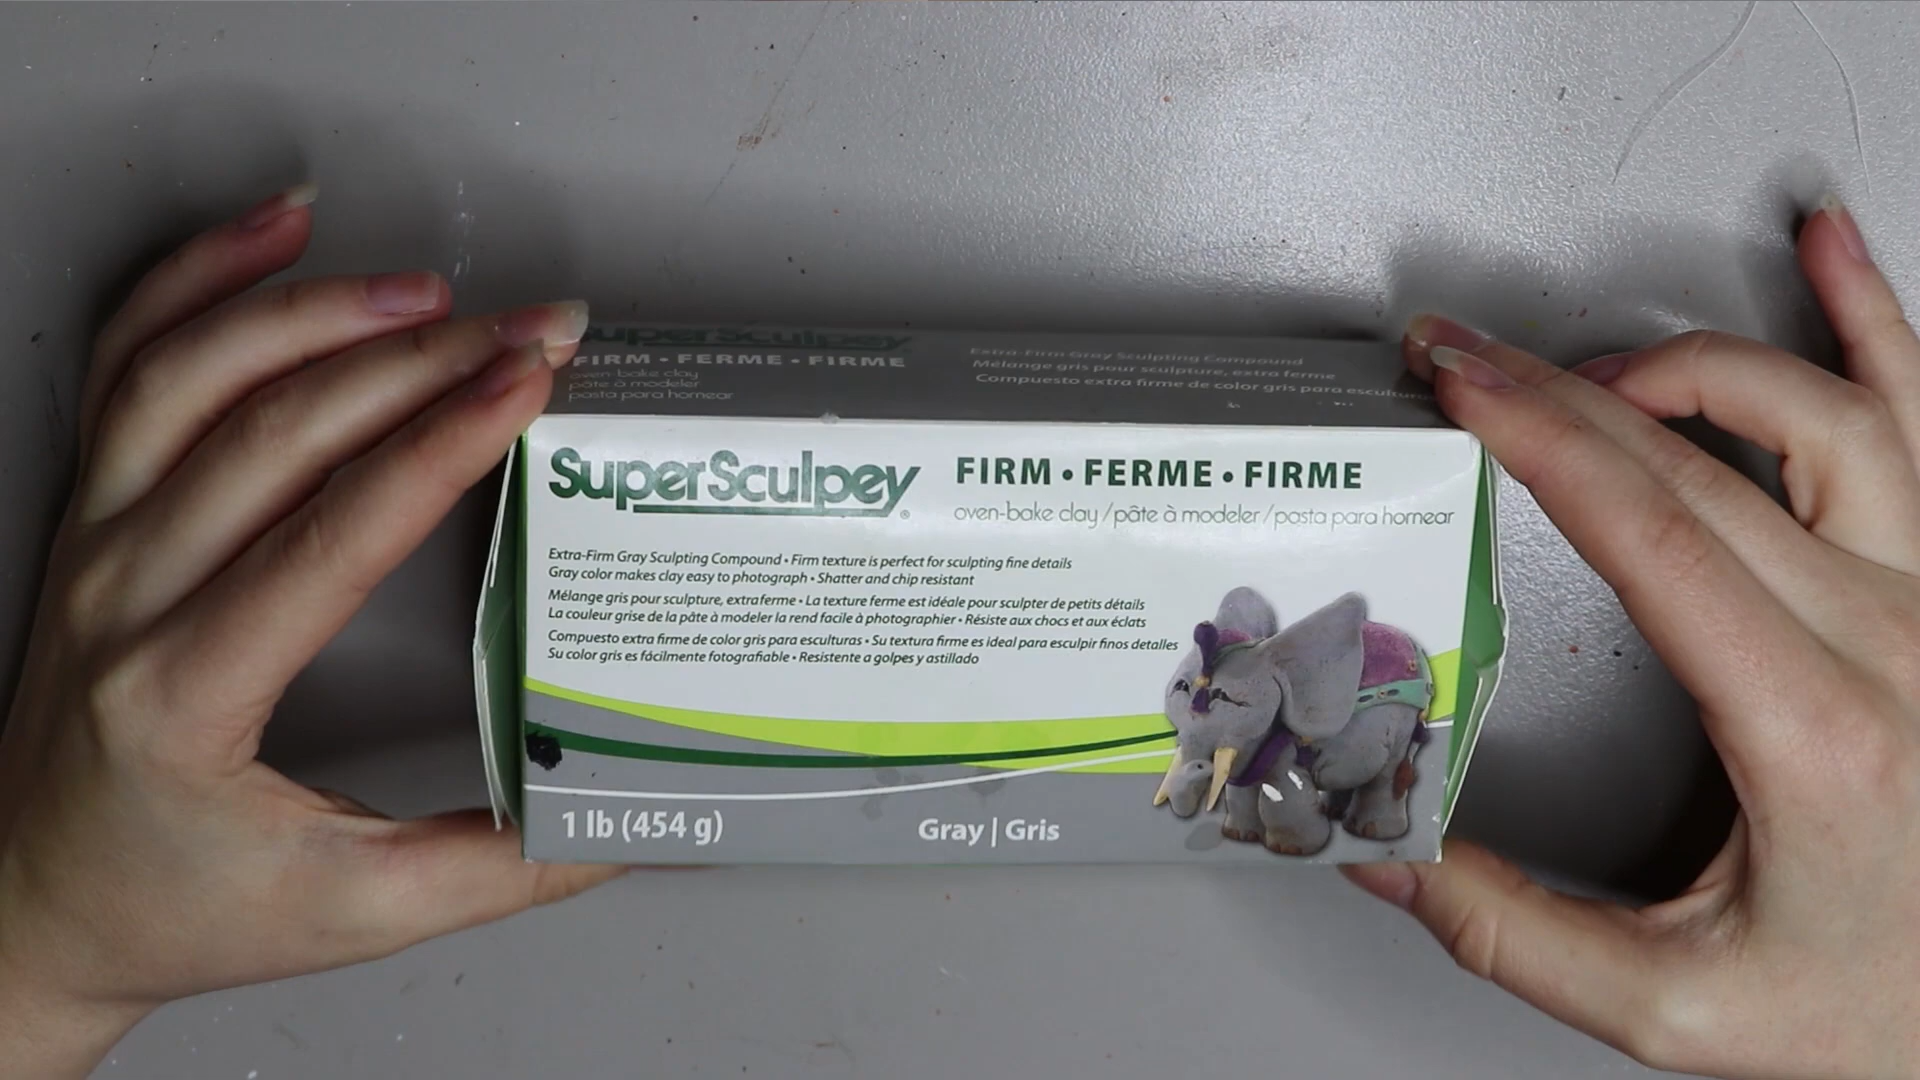 SuperSculpey
FIRM • FERME • FIRME
oven-bake clay
pâte à modeler
pasta para hornear
Extra-Firm Gray Sculpting Compound
Mélange gris pour sculpture, extra ferme
Compuesto extra firme de color gris para esculturas
SuperSculpey®
FIRM • FERME • FIRME
oven-bake clay /pâte à modeler /pasta para hornear
Extra-Firm Gray Sculpting Compound • Firm texture is perfect for sculpting fine details
Gray color makes clay easy to photograph • Shatter and chip resistant
Mélange gris pour sculpture, extra ferme • La texture ferme est idéale pour sculpter de petits détails
La couleur grise de la pâte à modeler la rend facile à photographier • Résiste aux chocs et aux éclats
Compuesto extra firme de color gris para esculturas • Su textura firme es ideal para esculpir finos detalles
Su color gris es fácilmente fotografiable • Resistente a golpes y astillado
1 lb (454 g)
Gray | Gris